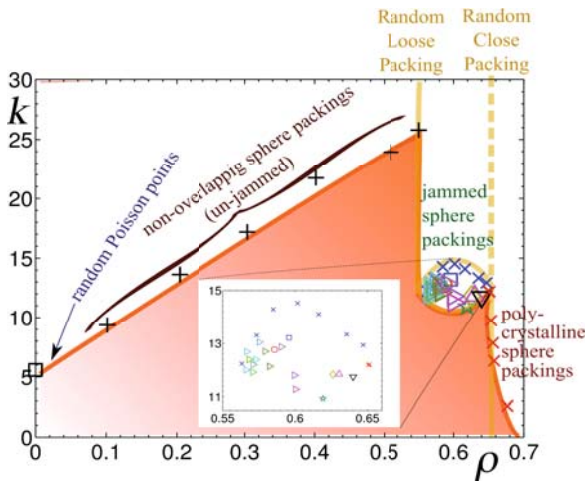 Random
Loose
Packing
Random
Close
Packing
30
k
25
20
15
10
5
0
non-overlappig sphere packings
(un-jammed)
random Poisson points
jammed
sphere
packings
poly-
crystalline
sphere
packings
15
14
13
12
11
0.55
0.6
0.65
0
0.1
0.2
0.3
0.4
0.5
0.6
0.7
ρ